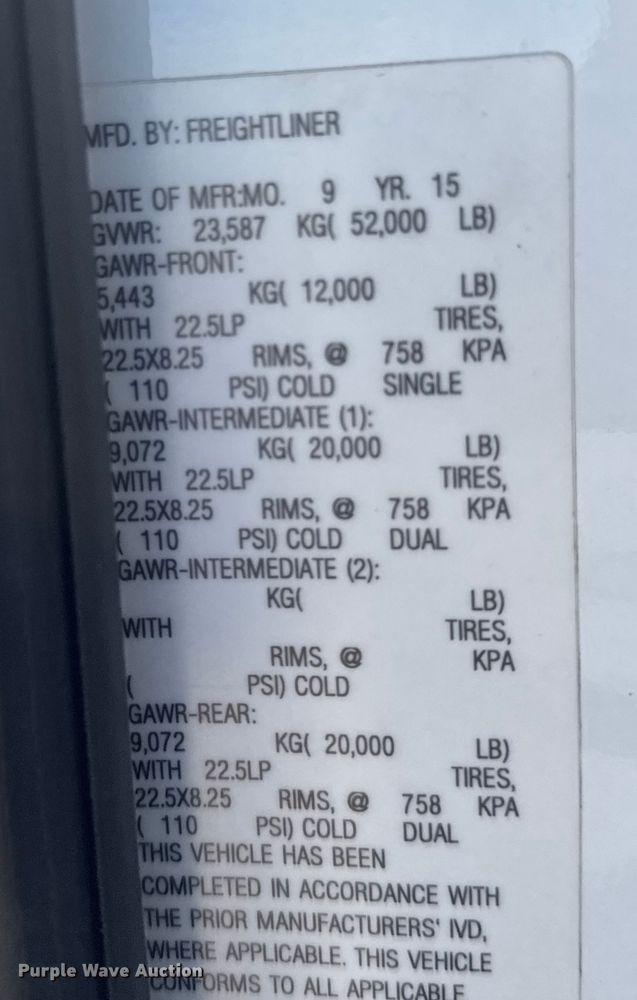 MFD. BY: FREIGHTLINER
DATE OF MFR:MO. 9 YR. 15
GVWR: 23,587 KG( 52,000 LB)
GAWR-FRONT:
5,443 KG( 12,000 LB)
WITH 22.5LP TIRES,
22.5X8.25 RIMS, @ 758 KPA
( 110 PSI) COLD SINGLE
GAWR-INTERMEDIATE (1):
9,072 KG( 20,000 LB)
WITH 22.5LP TIRES,
22.5X8.25 RIMS, @ 758 KPA
( 110 PSI) COLD DUAL
GAWR-INTERMEDIATE (2):
KG( LB)
WITH TIRES,
RIMS, @ KPA
( PSI) COLD
GAWR-REAR:
9,072 KG( 20,000 LB)
WITH 22.5LP TIRES,
22.5X8.25 RIMS, @ 758 KPA
( 110 PSI) COLD DUAL
THIS VEHICLE HAS BEEN
COMPLETED IN ACCORDANCE WITH
THE PRIOR MANUFACTURERS' IVD,
WHERE APPLICABLE. THIS VEHICLE
CONFORMS TO ALL APPLICABLE
Purple Wave Auction